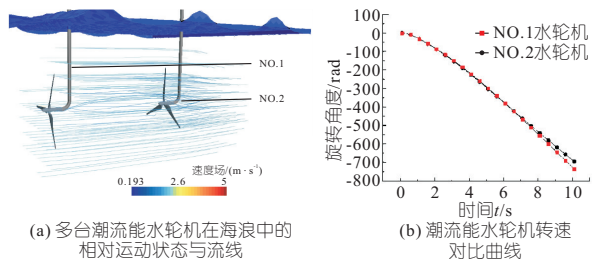 NO.1
NO.2
速度场/(m · s⁻¹)
0.193 2.6 5
(a) 多台潮流能水轮机在海浪中的
相对运动状态与流线
100
0
-100
-200
-300
-400
-500
-600
-700
-800
旋转角度/rad
NO.1水轮机
NO.2水轮机
0 2 4 6 8 10
时间t/s
(b) 潮流能水轮机转速
对比曲线